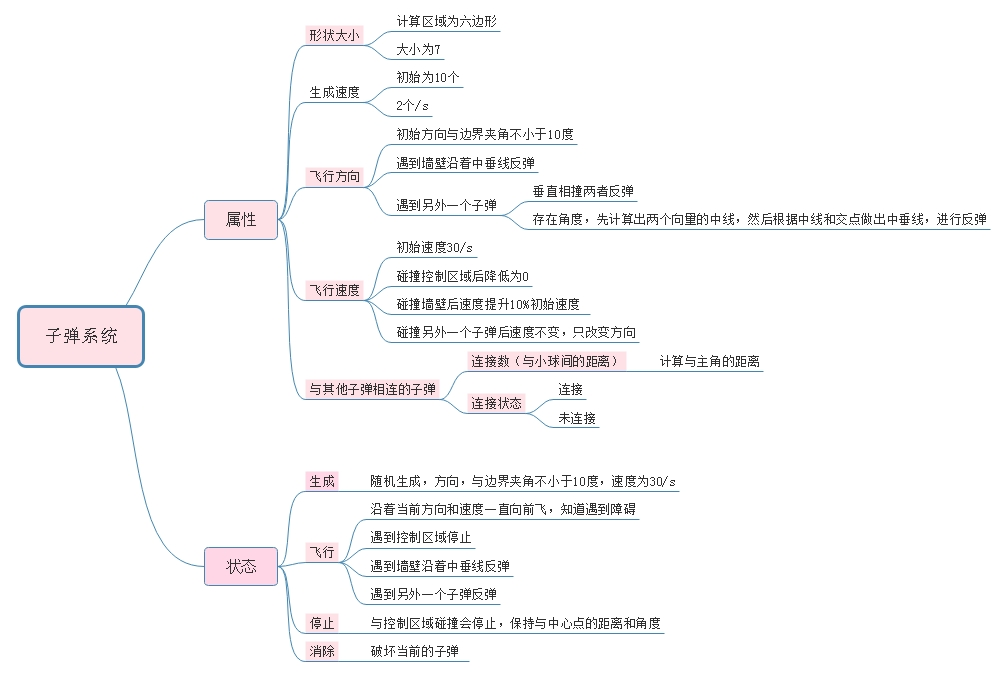 子弹系统
属性
形状大小
计算区域为六边形
大小为7
生成速度
初始为10个
2个/s
飞行方向
初始方向与边界夹角不小于10度
遇到墙壁沿着中垂线反弹
遇到另外一个子弹
垂直相撞两者反弹
存在角度，先计算出两个向量的中线，然后根据中线和交点做出中垂线，进行反弹
飞行速度
初始速度30/s
碰撞控制区域后降低为0
碰撞墙壁后速度提升10%初始速度
碰撞另外一个子弹后速度不变，只改变方向
与其他子弹相连的子弹
连接数（与小球间的距离）
计算与主角的距离
连接状态
连接
未连接
状态
生成
随机生成，方向，与边界夹角不小于10度，速度为30/s
飞行
沿着当前方向和速度一直向前飞，知道遇到障碍
遇到控制区域停止
遇到墙壁沿着中垂线反弹
遇到另外一个子弹反弹
停止
与控制区域碰撞会停止，保持与中心点的距离和角度
消除
破坏当前的子弹